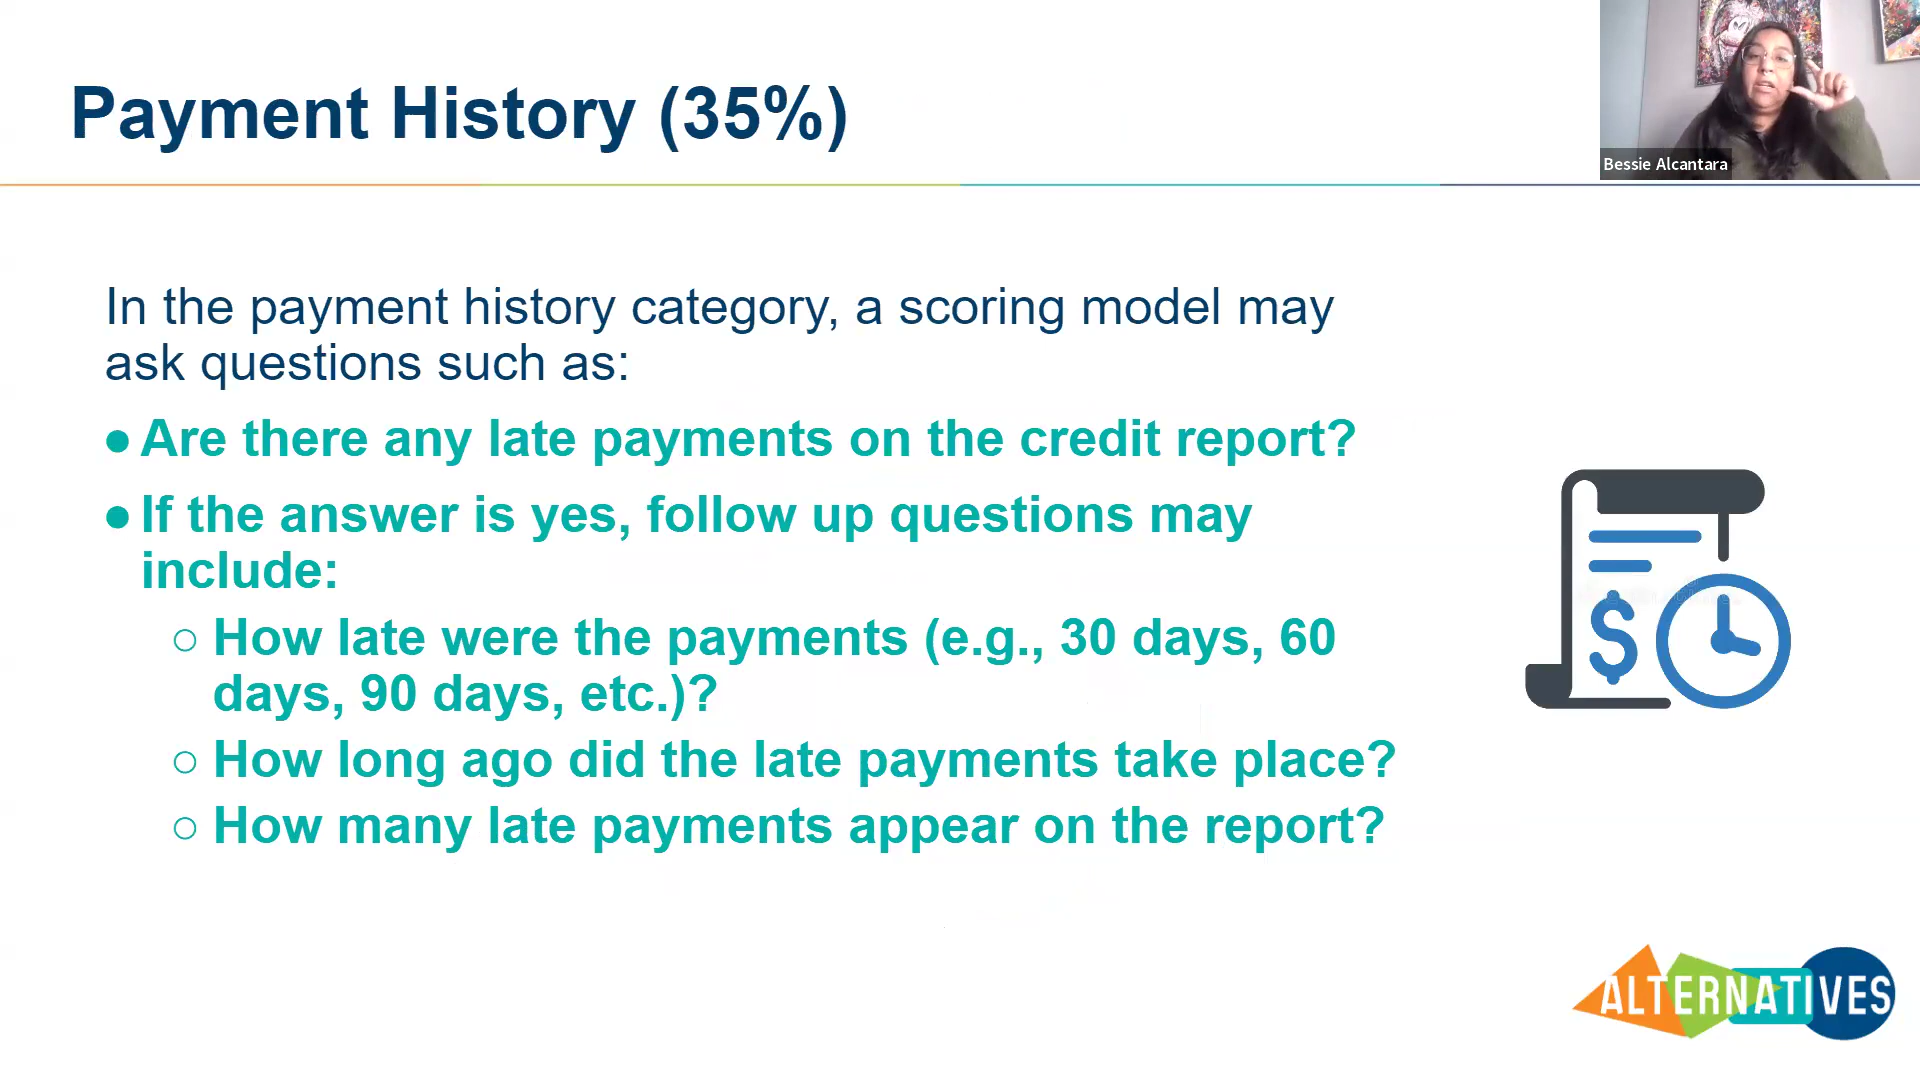 Payment History (35%)
Bessie Alcantara
In the payment history category, a scoring model may
ask questions such as:
● Are there any late payments on the credit report?
● If the answer is yes, follow up questions may
include:
○ How late were the payments (e.g., 30 days, 60
days, 90 days, etc.)?
○ How long ago did the late payments take place?
○ How many late payments appear on the report?
$
ALTERNATIVES